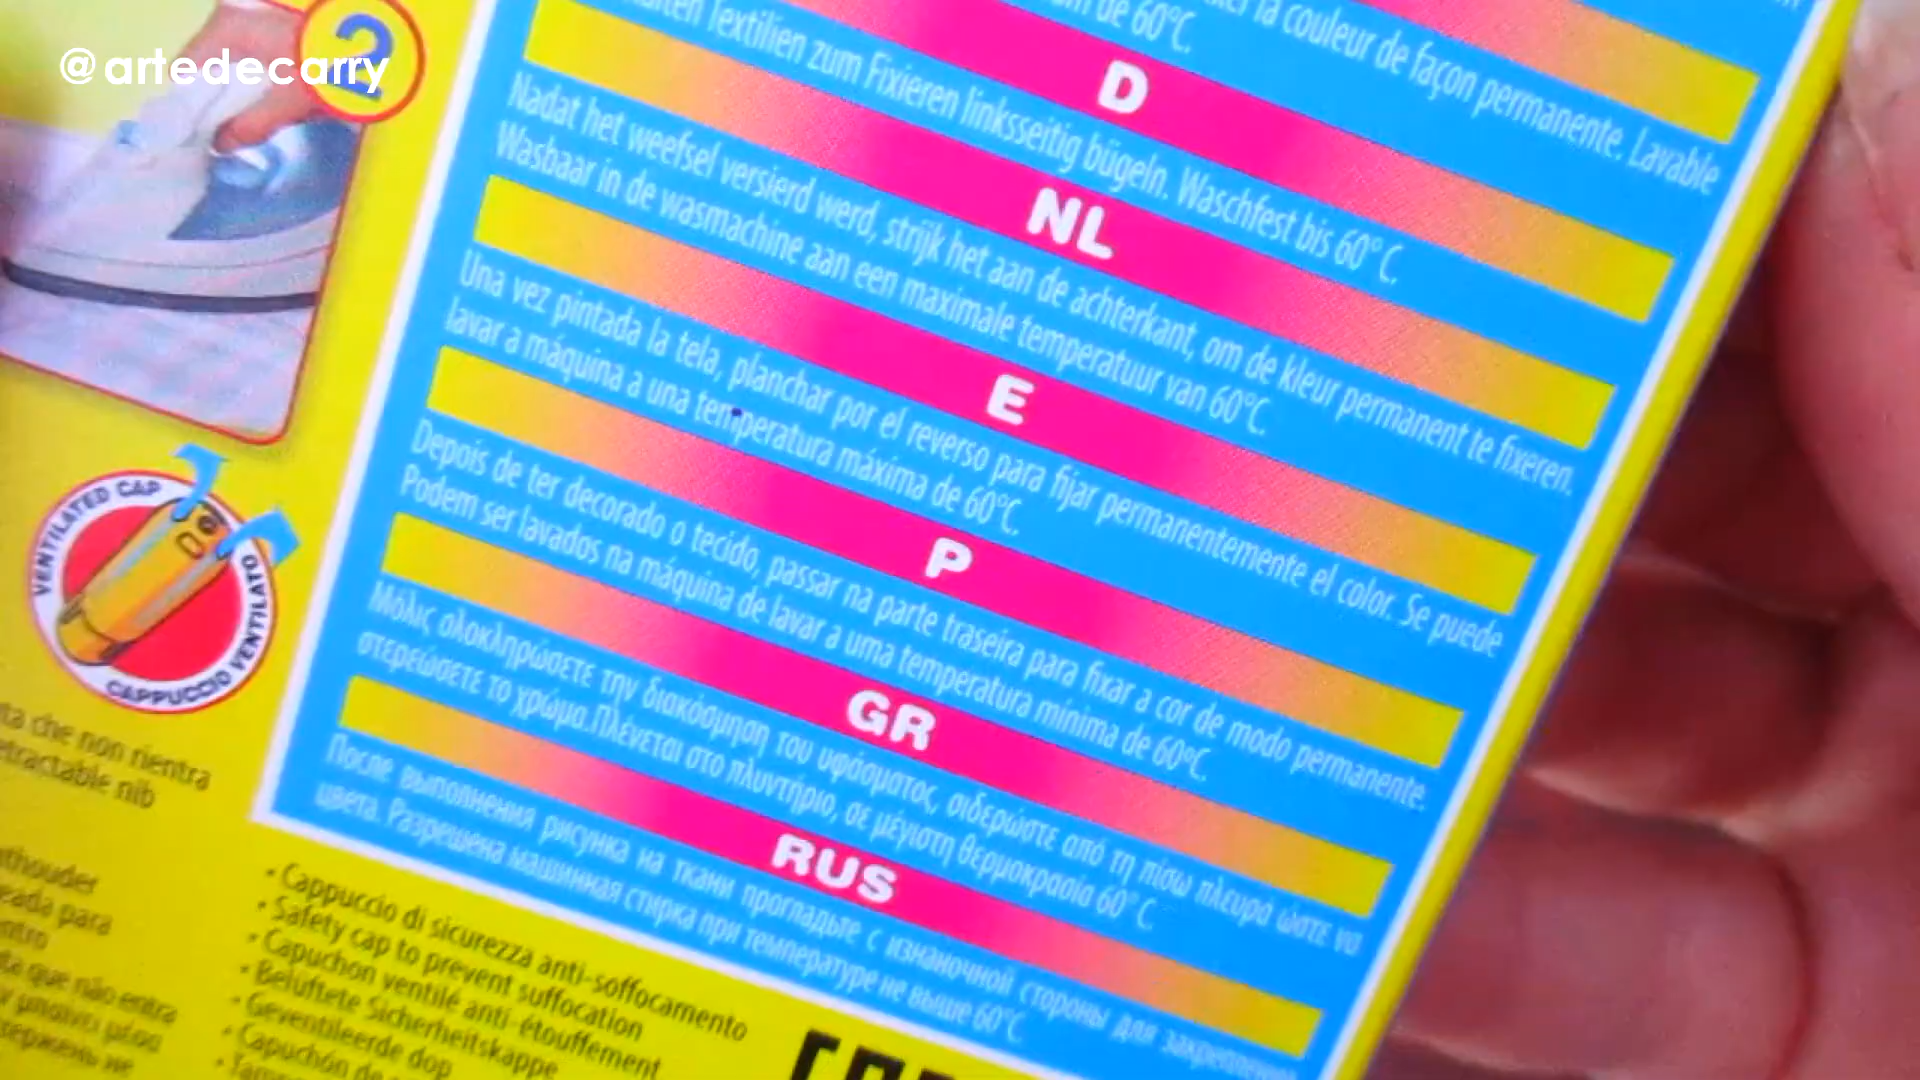 @artedecarry
2
la couleur de façon permanente. Lavable
de 60°C.
D
Textilien zum Fixieren linksseitig bügeln. Waschfest bis 60°C.
NL
Nadat het weefsel versierd werd, strijk het aan de achterkant, om de kleur permanent te fixeren.
Wasbaar in de wasmachine aan een maximale temperatuur van 60°C.
E
Una vez pintada la tela, planchar por el reverso para fijar permanentemente el color. Se puede
lavar a máquina a una temperatura máxima de 60°C.
P
Depois de ter decorado o tecido, passar na parte traseira para fixar a cor de modo permanente.
Podem ser lavados na máquina de lavar a uma temperatura mínima de 60°C.
GR
Μόλις ολοκληρώσετε την διακόσμηση του υφάσματος, σιδερώστε από τη πίσω πλευρά ώστε να
στερεώσετε το χρώμα.Πλένεται στο πλυντήριο, σε μέγιστη θερμοκρασία 60° C.
RUS
После выполнения рисунка на ткани прогладьте с изнаночной стороны для закрепления
цвета. Разрешена машинная стирка при температуре не выше 60°C
VENTILATED CAP
CAPPUCCIO VENTILATO
che non rientra
nib
para
que não entra
не
• Cappuccio di sicurezza anti-soffocamento
• Safety cap to prevent suffocation
• Capuchon ventilé anti-étouffement
• Belüftete Sicherheitskappe
• Geventileerde dop
• Capuchón de